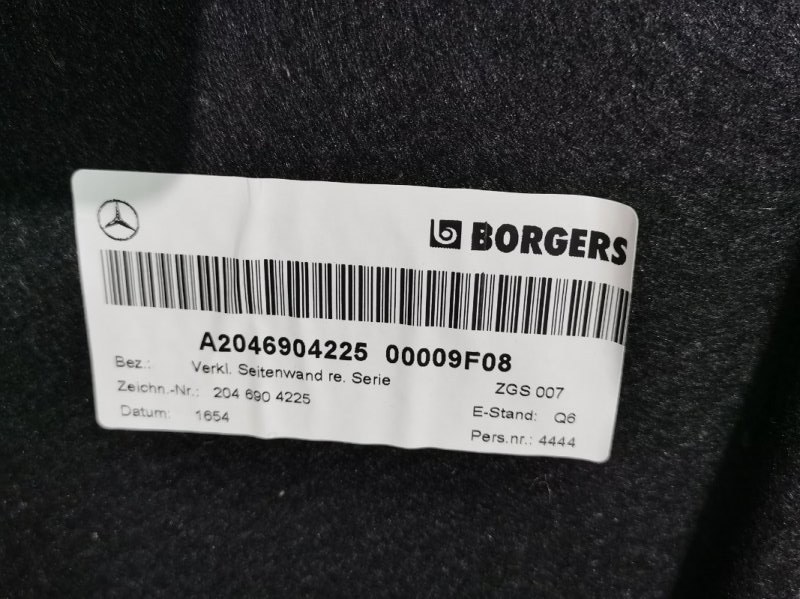 BORGERS
A2046904225 00009F08
Bez.: Verkl. Seitenwand re. Serie
ZGS 007
Zeichn.-Nr.: 204 690 4225
E-Stand: Q6
Datum: 1654
Pers.nr.: 4444